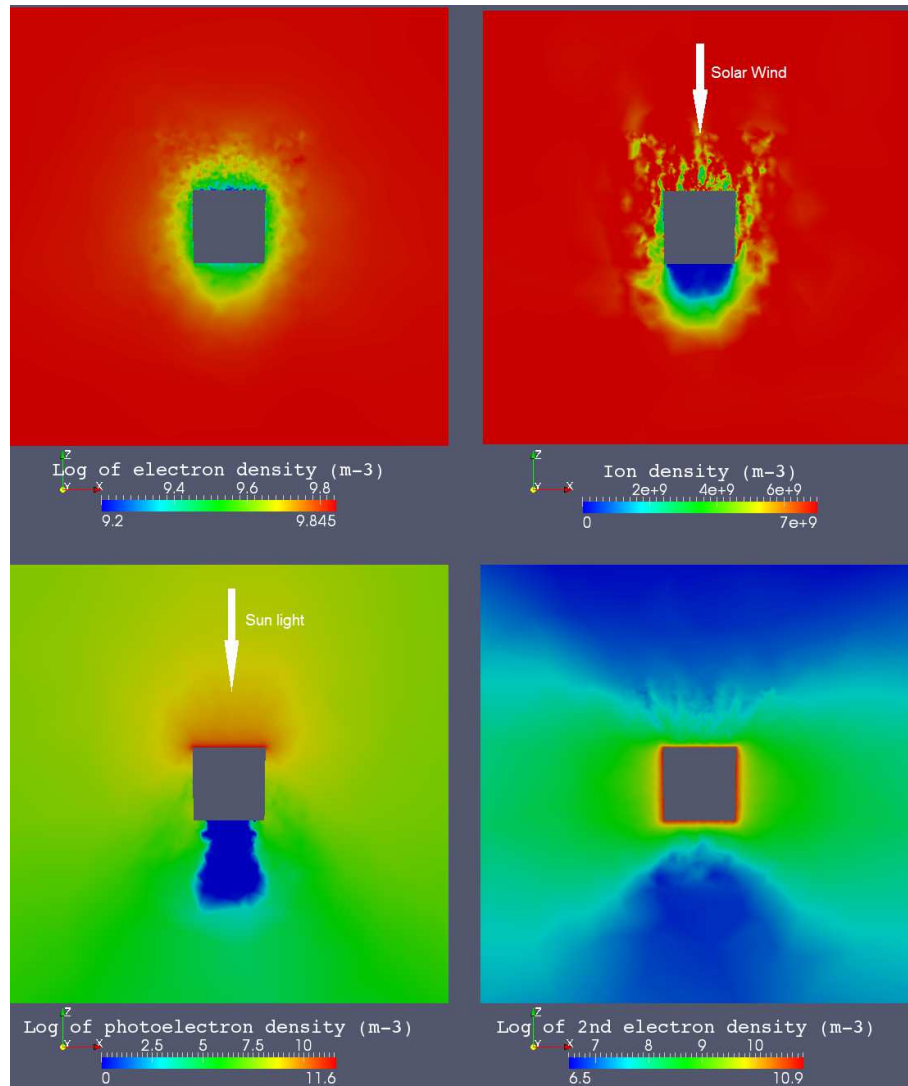 Solar Wind
Z
Y X
Log of electron density (m-3)
9.4 9.6 9.8
9.2 9.845
Z
Y X
Ion density (m-3)
2e+9 4e+9 6e+9
0 7e+9
Sun light
Z
Y X
Log of photoelectron density (m-3)
2.5 5 7.5 10
0 11.6
Z
Y X
Log of 2nd electron density (m-3)
7 8 9 10
6.5 10.9